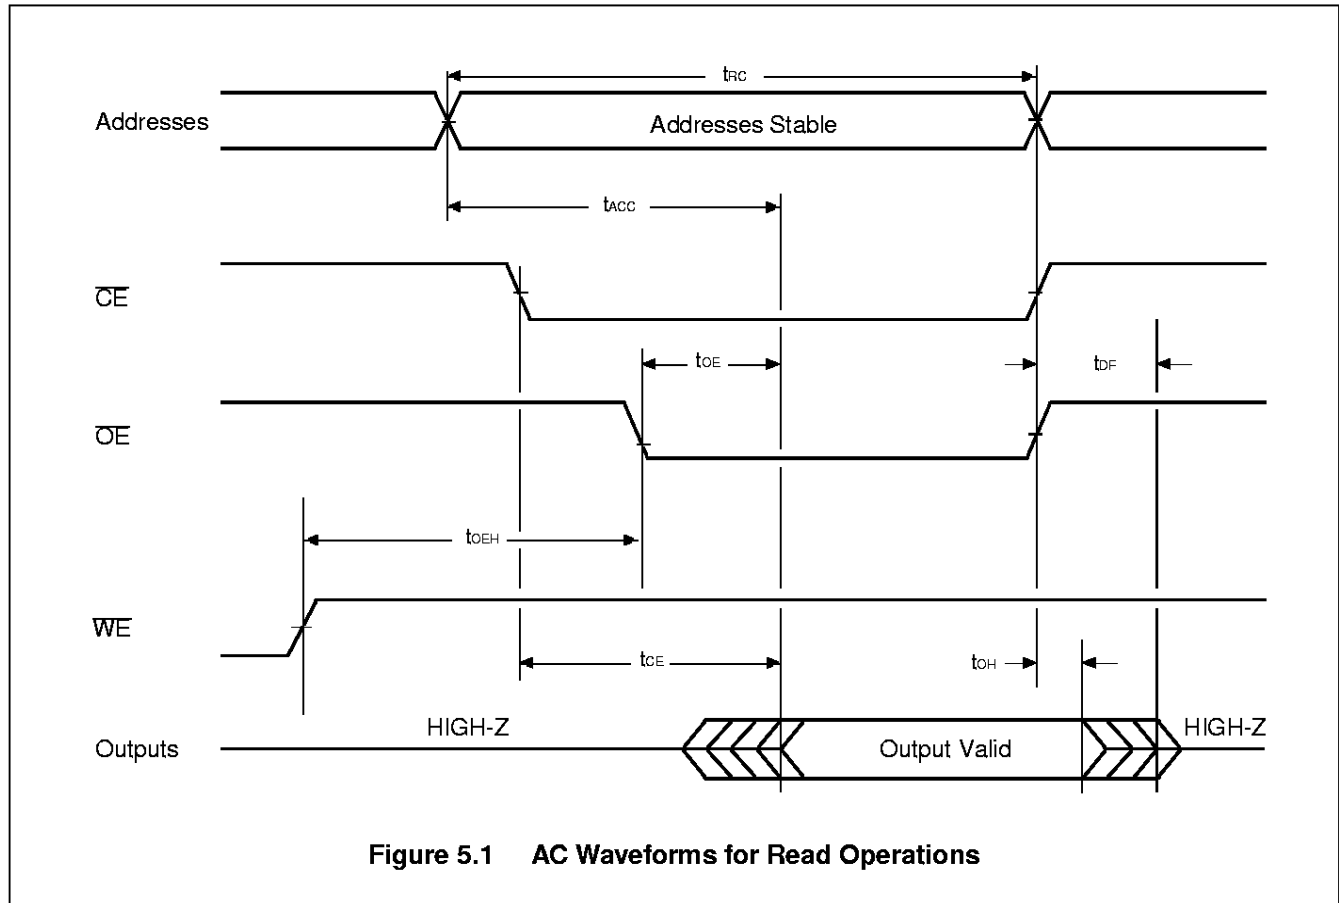 tRC
Addresses
Addresses Stable
tACC
CE
tOE
tDF
OE
tOEH
WE
tCE
tOH
HIGH-Z
HIGH-Z
Outputs
Output Valid
Figure 5.1 AC Waveforms for Read Operations